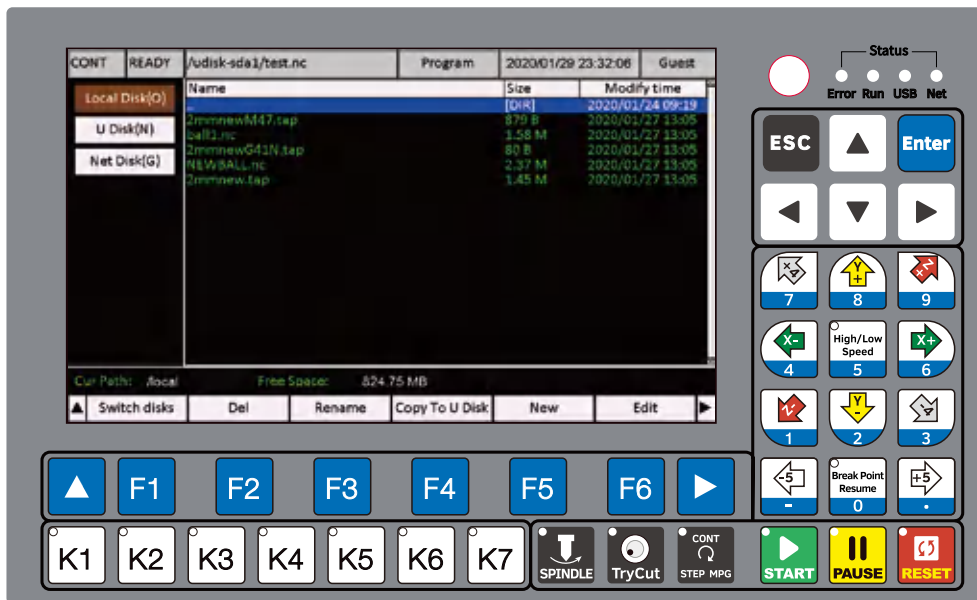 Status
Error Run USB Net
CONT READY /udisk-sda1/test.nc Program 2020/01/29 23:32:06 Guest
Local Disk(O)
U Disk(N)
Net Disk(G)
Name Size Modify time
.. [DIR] 2020/01/24 09:19
2mmnewM47.tap 879 B 2020/01/27 13:05
ball1.nc 1.58 M 2020/01/27 13:05
2mmnewG41N.tap 80 B 2020/01/27 13:05
NEWBALL.nc 2.37 M 2020/01/27 13:05
2mmnew.tap 1.45 M 2020/01/27 13:05
Cur Path: /local Free Space: 824.75 MB
Switch disks Del Rename Copy To U Disk New Edit
ESC Enter
7
Y+
8
Z+
9
X-
4
High/Low
Speed
5
X+
6
Z-
1
Y-
2
3
-5
-
Break Point
Resume
0
+5
.
F1 F2 F3 F4 F5 F6
K1 K2 K3 K4 K5 K6 K7
SPINDLE
TryCut
CONT
STEP MPG
START
PAUSE
RESET